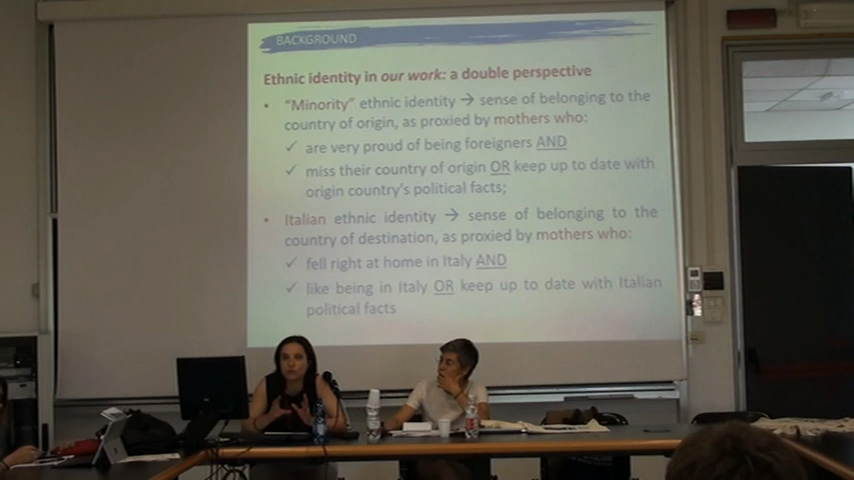 BACKGROUND
Ethnic identity in our work: a double perspective
• "Minority" ethnic identity → sense of belonging to the
country of origin, as proxied by mothers who:
✓ are very proud of being foreigners AND
✓ miss their country of origin OR keep up to date with
origin country's political facts;
• Italian ethnic identity → sense of belonging to the
country of destination, as proxied by mothers who:
✓ fell right at home in Italy AND
✓ like being in Italy OR keep up to date with Italian
political facts